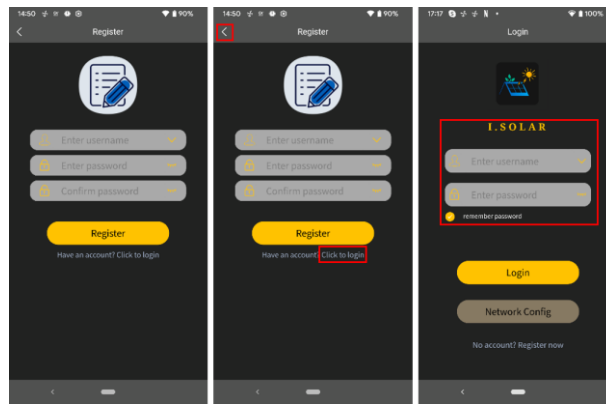 14:50
90%
Register
Enter username
Enter password
Confirm password
Register
Have an account? Click to login
14:50
90%
Register
Enter username
Enter password
Confirm password
Register
Have an account? Click to login
17:17
100%
Login
I.SOLAR
Enter username
Enter password
remember password
Login
Network Config
No account? Register now